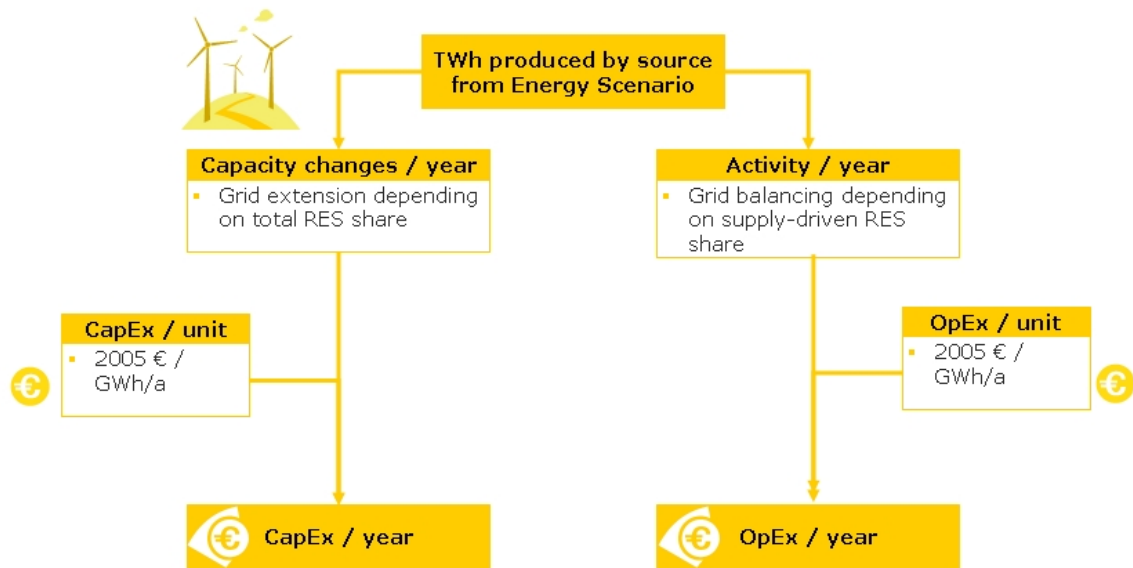 TWh produced by source
from Energy Scenario
Capacity changes / year
▪ Grid extension depending
on total RES share
Activity / year
▪ Grid balancing depending
on supply-driven RES
share
CapEx / unit
▪ 2005 € /
GWh/a
€
OpEx / unit
▪ 2005 € /
GWh/a
€
€ CapEx / year
€ OpEx / year